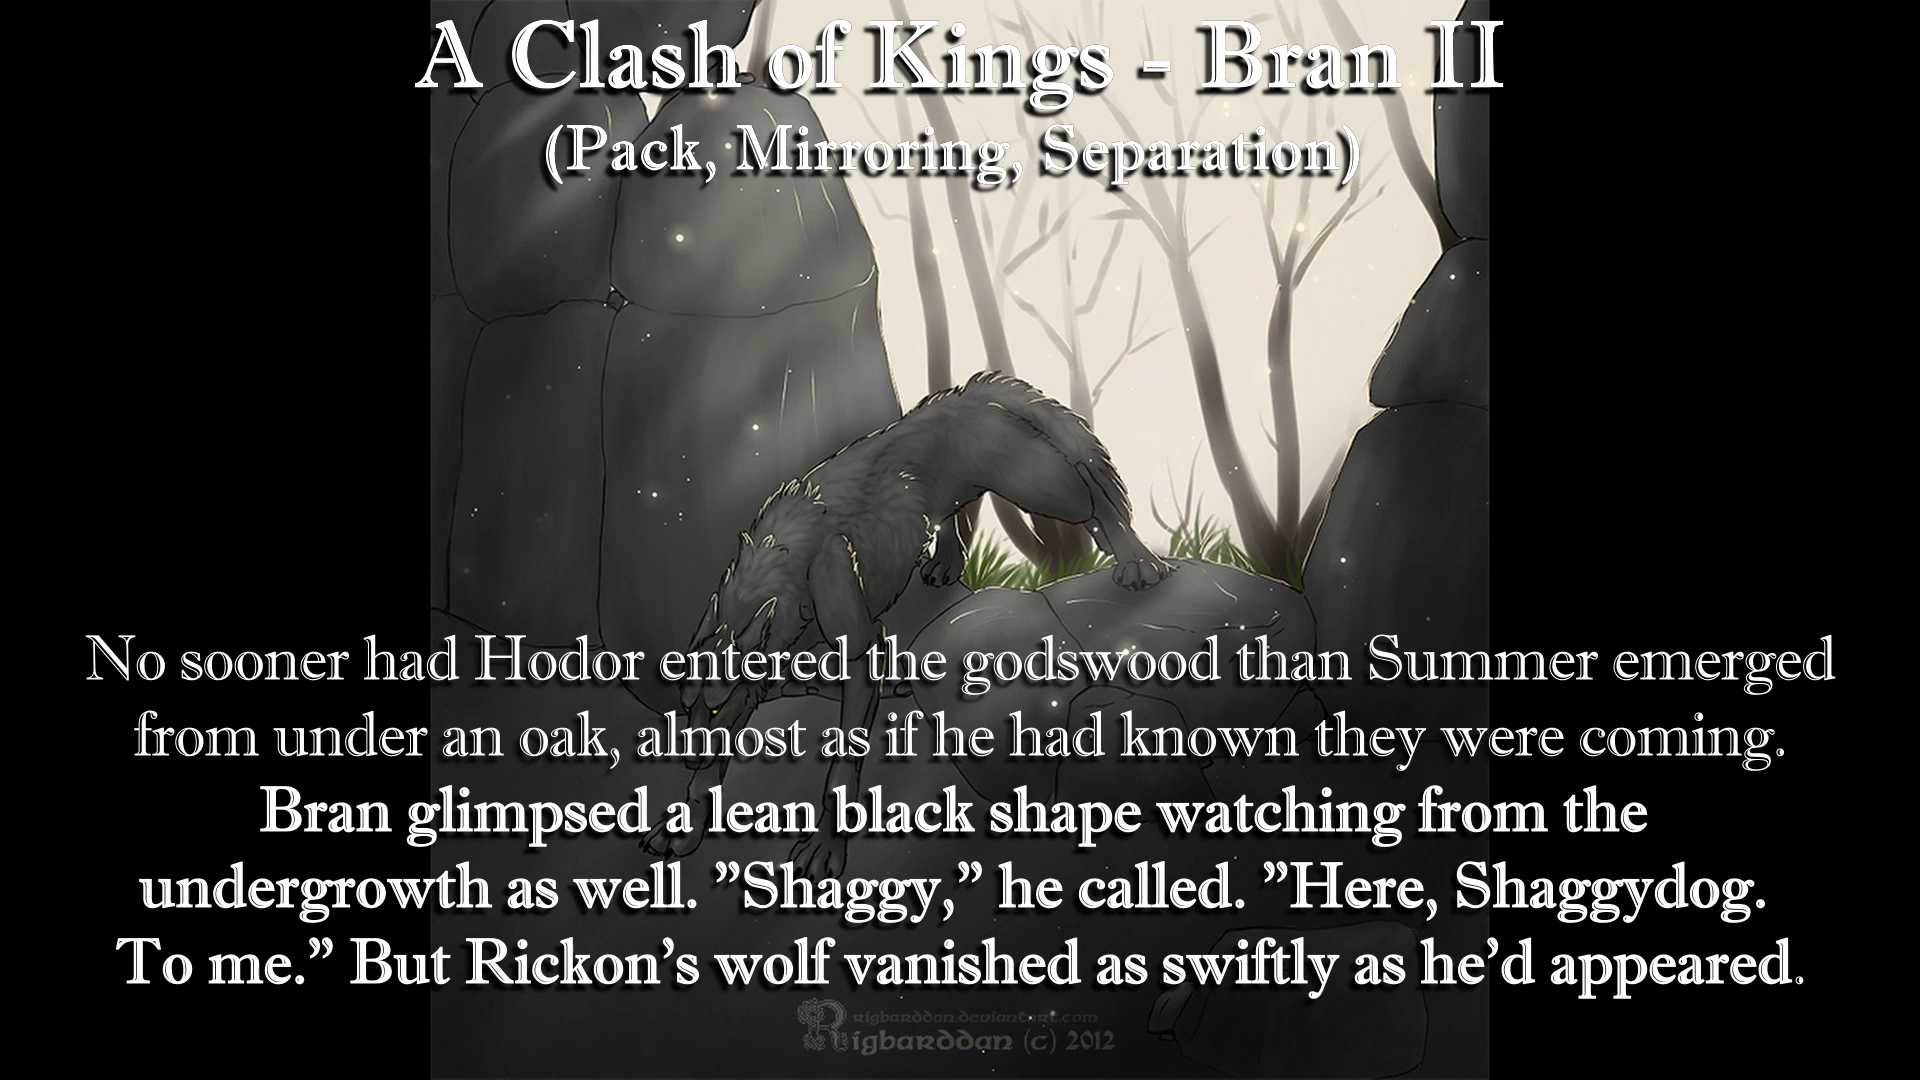 A Clash of Kings - Bran II
(Pack, Mirroring, Separation)
No sooner had Hodor entered the godswood than Summer emerged
from under an oak, almost as if he had known they were coming.
Bran glimpsed a lean black shape watching from the
undergrowth as well. ”Shaggy,” he called. ”Here, Shaggydog.
To me.” But Rickon’s wolf vanished as swiftly as he’d appeared.
rigbarddan.deviantart.com
Rigbarddan (c) 2012